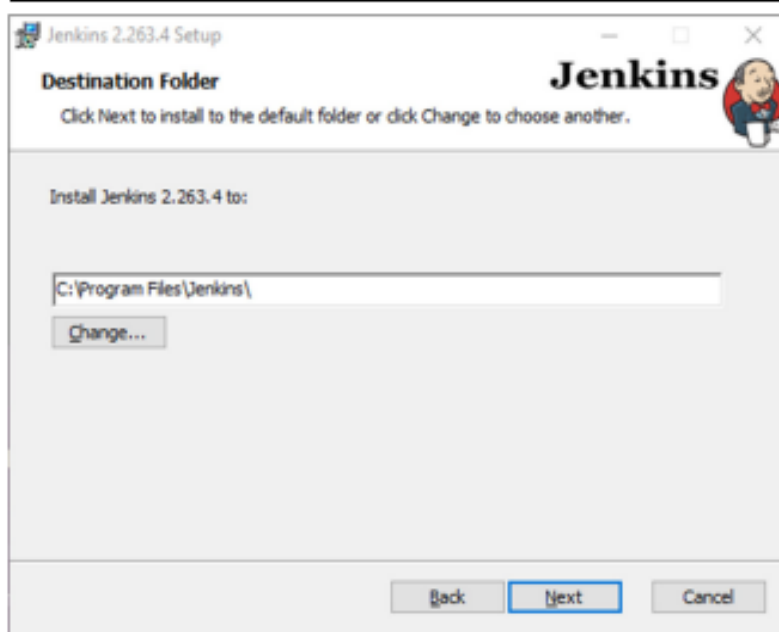 Jenkins 2.263.4 Setup
Destination Folder
Jenkins
Click Next to install to the default folder or click Change to choose another.
Install Jenkins 2.263.4 to:
C:\Program Files\Jenkins\
Change...
Back
Next
Cancel